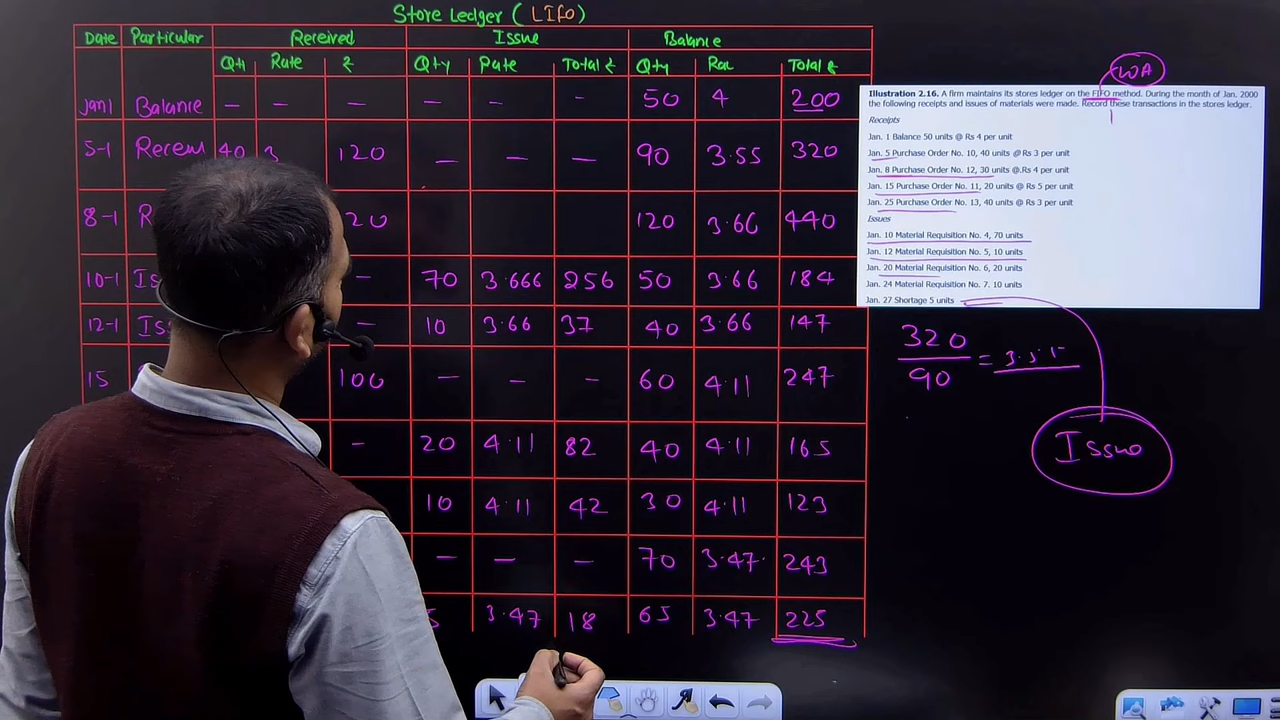 Store Ledger (LIfo)
Date Particular Received Issue Balance
Qti Rate ₹ Qty Rate Total ₹ Qty Rac Total ₹
Jan1 Balance - - - - - - 50 4 200
5-1 Recem 40 3 120 - - - 90 3.55 320
8-1 R 20 120 3.66 440
10-1 Is - 70 3.666 256 50 3.66 184
12-1 Iss - 10 3.66 37 40 3.66 147
15 100 - - - 60 4.11 247
- 20 4.11 82 40 4.11 165
10 4.11 42 30 4.11 123
- - - 70 3.47. 243
5 3.47 18 65 3.47 225
WA
Illustration 2.16. A firm maintains its stores ledger on the FIFO method. During the month of Jan. 2000
the following receipts and issues of materials were made. Record these transactions in the stores ledger.
Receipts
Jan. 1 Balance 50 units @ Rs 4 per unit
Jan. 5 Purchase Order No. 10, 40 units @ Rs 3 per unit
Jan. 8 Purchase Order No. 12, 30 units @.Rs 4 per unit
Jan. 15 Purchase Order No. 11, 20 units @ Rs 5 per unit
Jan. 25 Purchase Order No. 13, 40 units @ Rs 3 per unit
Issues
Jan. 10 Material Requisition No. 4, 70 units
Jan. 12 Material Requisition No. 5, 10 units
Jan. 20 Material Requisition No. 6, 20 units
Jan. 24 Material Requisition No. 7. 10 units
Jan. 27 Shortage 5 units
320
90
= 3.55
Issue